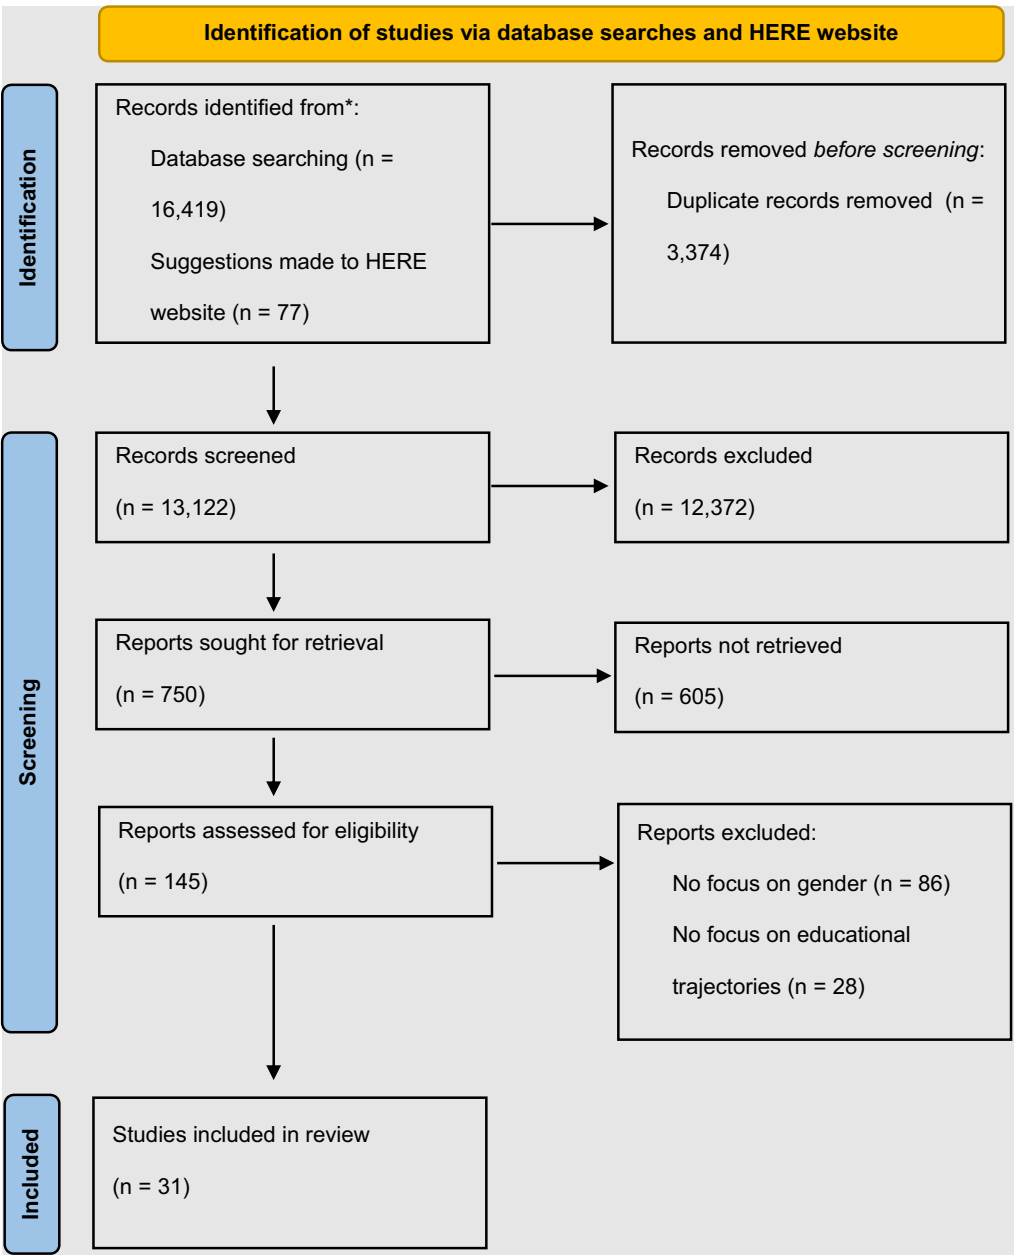 Identification of studies via database searches and HERE website
Identification
Records identified from*:
Database searching (n =
16,419)
Suggestions made to HERE
website (n = 77)
Records removed before screening:
Duplicate records removed  (n =
3,374)
Screening
Records screened
(n = 13,122)
Records excluded
(n = 12,372)
Reports sought for retrieval
(n = 750)
Reports not retrieved
(n = 605)
Reports assessed for eligibility
(n = 145)
Reports excluded:
No focus on gender (n = 86)
No focus on educational
trajectories (n = 28)
Included
Studies included in review
(n = 31)